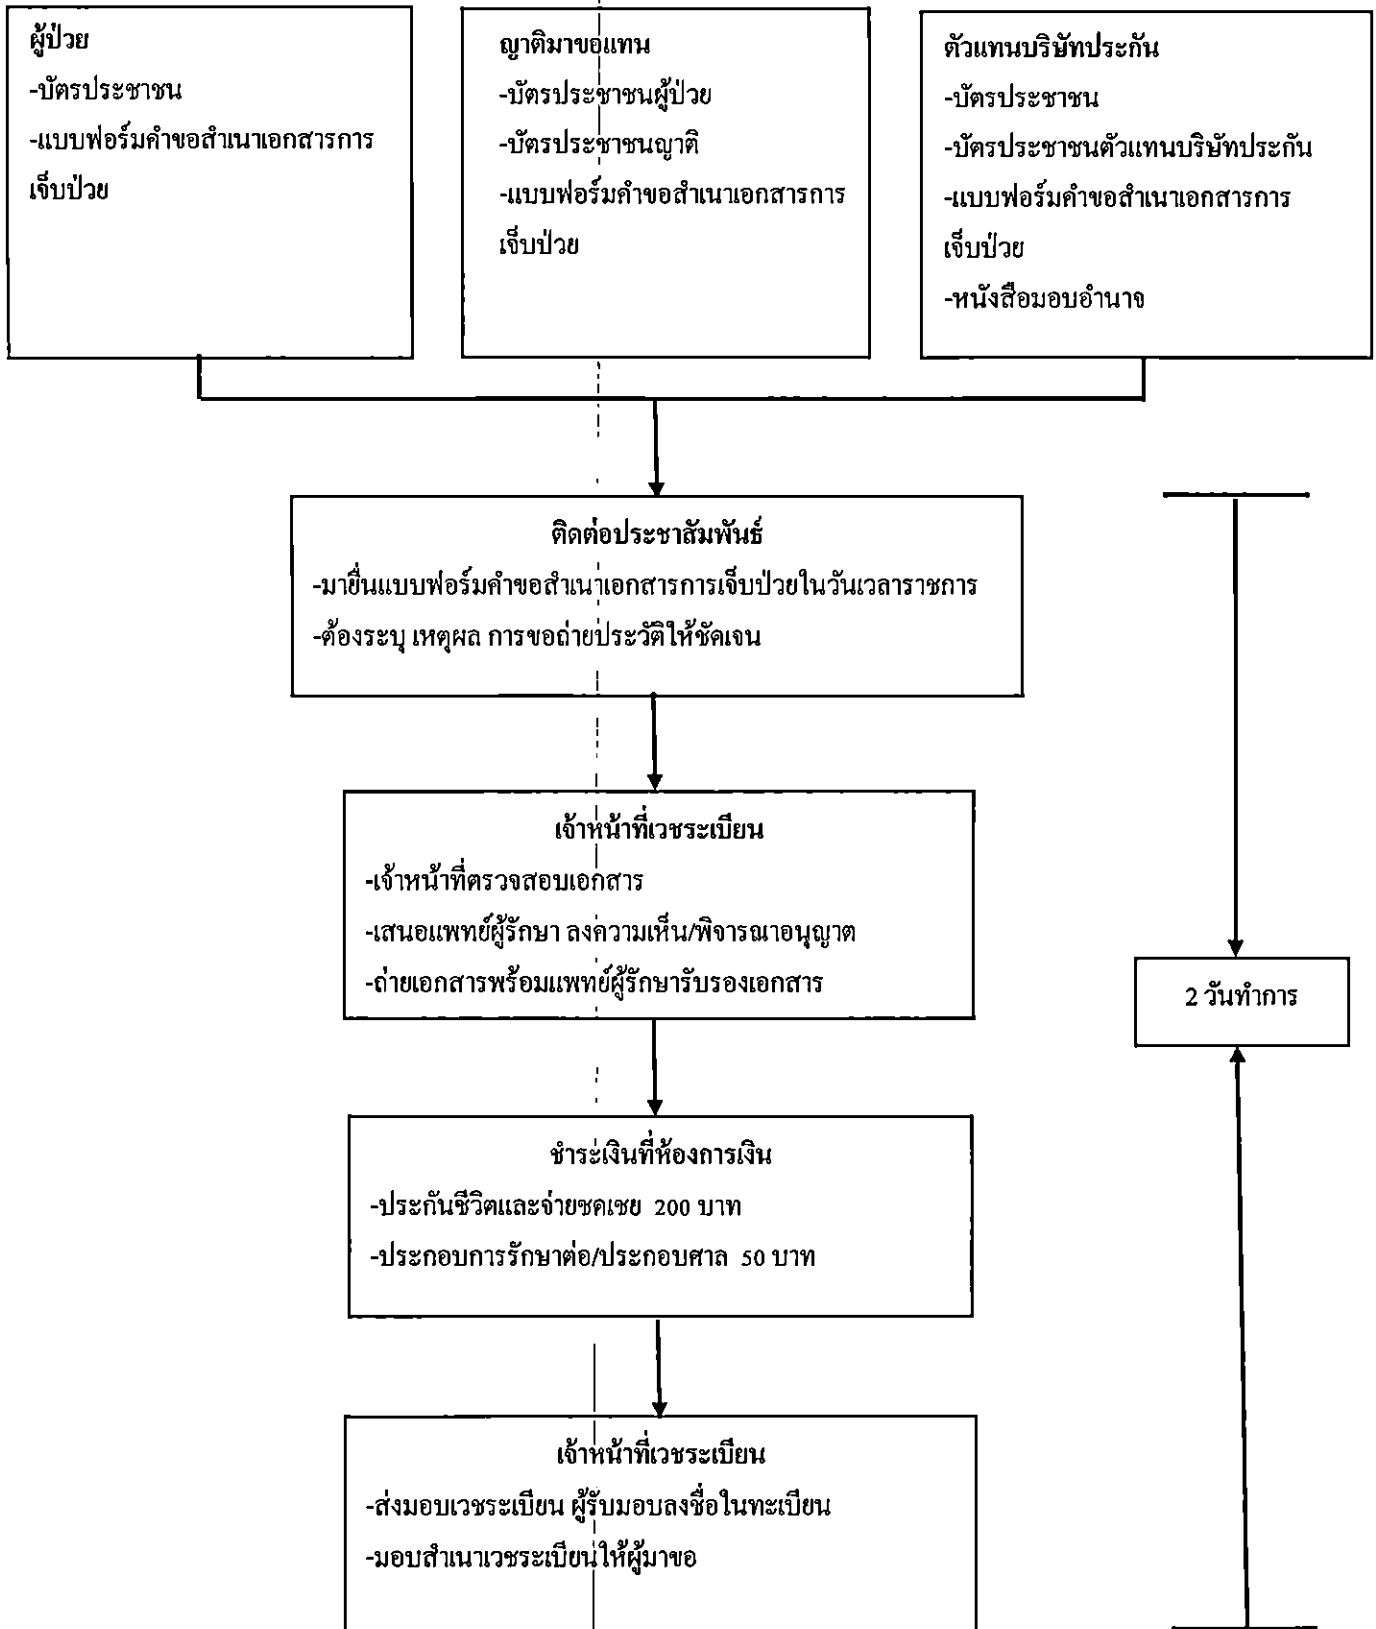 ผู้ป่วย
-บัตรประชาชน
-แบบฟอร์มคำขอสำเนาเอกสารการ
เจ็บป่วย
ญาติมาขอแทน
-บัตรประชาชนผู้ป่วย
-บัตรประชาชนญาติ
-แบบฟอร์มคำขอสำเนาเอกสารการ
เจ็บป่วย
ตัวแทนบริษัทประกัน
-บัตรประชาชน
-บัตรประชาชนตัวแทนบริษัทประกัน
-แบบฟอร์มคำขอสำเนาเอกสารการ
เจ็บป่วย
-หนังสือมอบอำนาจ
ติดต่อประชาสัมพันธ์
-มายื่นแบบฟอร์มคำขอสำเนาเอกสารการเจ็บป่วยในวันเวลาราชการ
-ต้องระบุ เหตุผล การขอถ่ายประวัติให้ชัดเจน
เจ้าหน้าที่เวชระเบียน
-เจ้าหน้าที่ตรวจสอบเอกสาร
-เสนอแพทย์ผู้รักษา ลงความเห็น/พิจารณาอนุญาต
-ถ่ายเอกสารพร้อมแพทย์ผู้รักษารับรองเอกสาร
2 วันทำการ
ชำระเงินที่ห้องการเงิน
-ประกันชีวิตและจ่ายชดเชย 200 บาท
-ประกอบการรักษาต่อ/ประกอบศาล 50 บาท
เจ้าหน้าที่เวชระเบียน
-ส่งมอบเวชระเบียน ผู้รับมอบลงชื่อในทะเบียน
-มอบสำเนาเวชระเบียนให้ผู้มาขอ